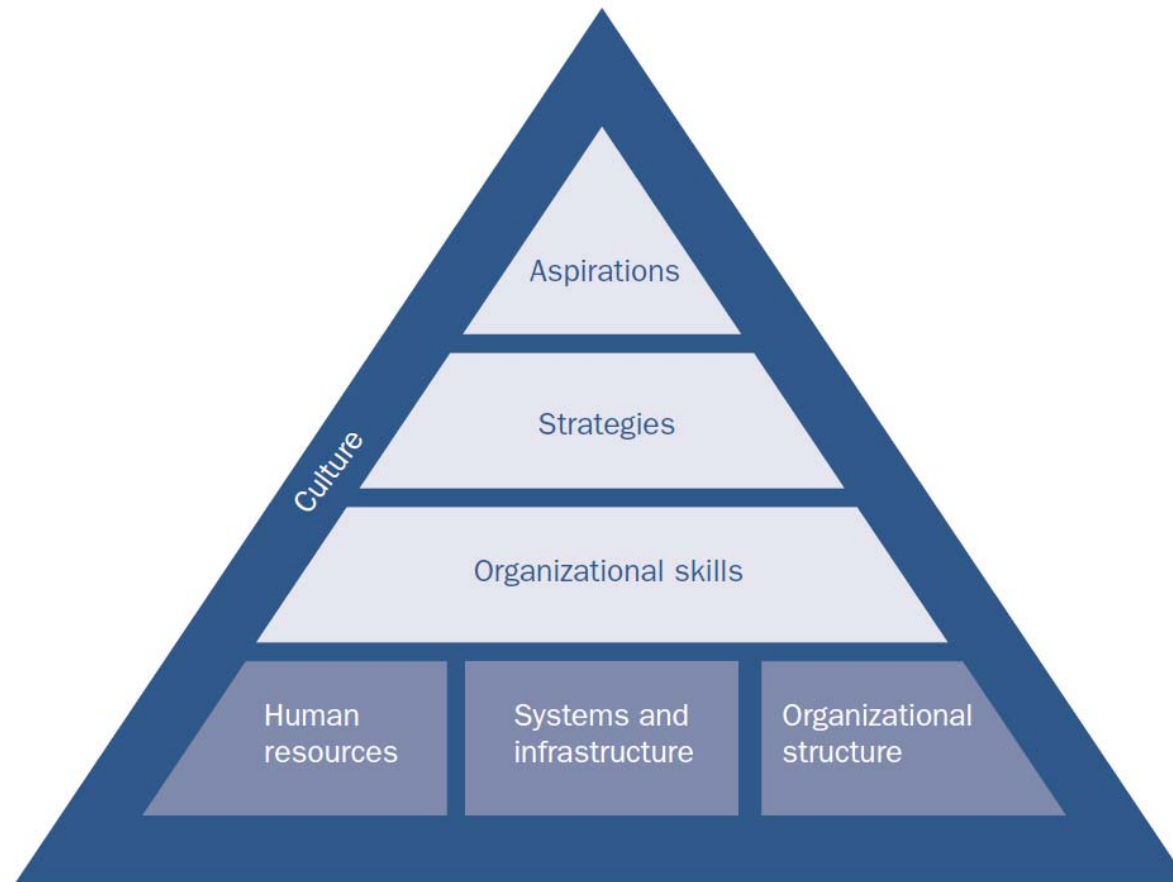 Aspirations
Strategies
Culture
Organizational skills
Human
resources
Systems and
infrastructure
Organizational
structure